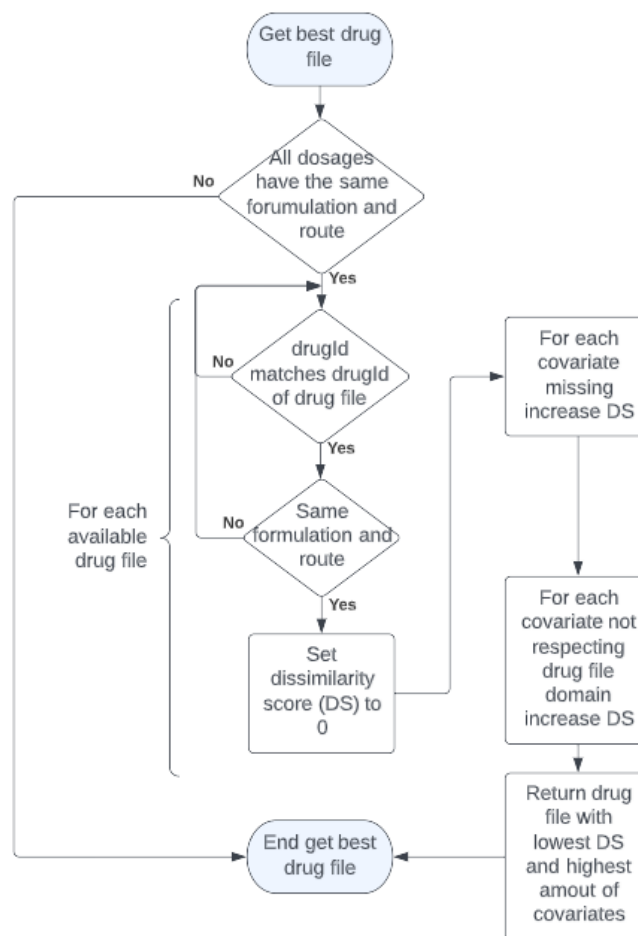 Get best drug
file
All dosages
have the same
forumulation and
route
No
Yes
drugId
matches drugId
of drug file
No
Yes
For each
covariate
missing
increase DS
For each
available
drug file
Same
formulation and
route
No
Yes
Set
dissimilarity
score (DS) to
0
For each
covariate not
respecting
drug file
domain
increase DS
Return drug
file with
lowest DS
and highest
amout of
covariates
End get best
drug file